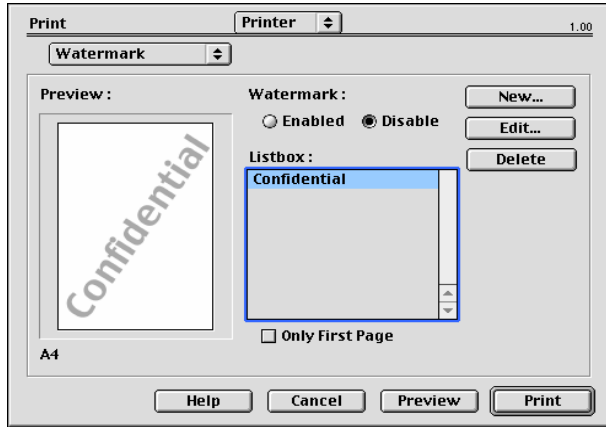 Print Printer 1.00
Watermark
Preview : Watermark : New...
Enabled Disable Edit...
Listbox : Delete
Confidential
Confidential
Only First Page
A4
Help Cancel Preview Print